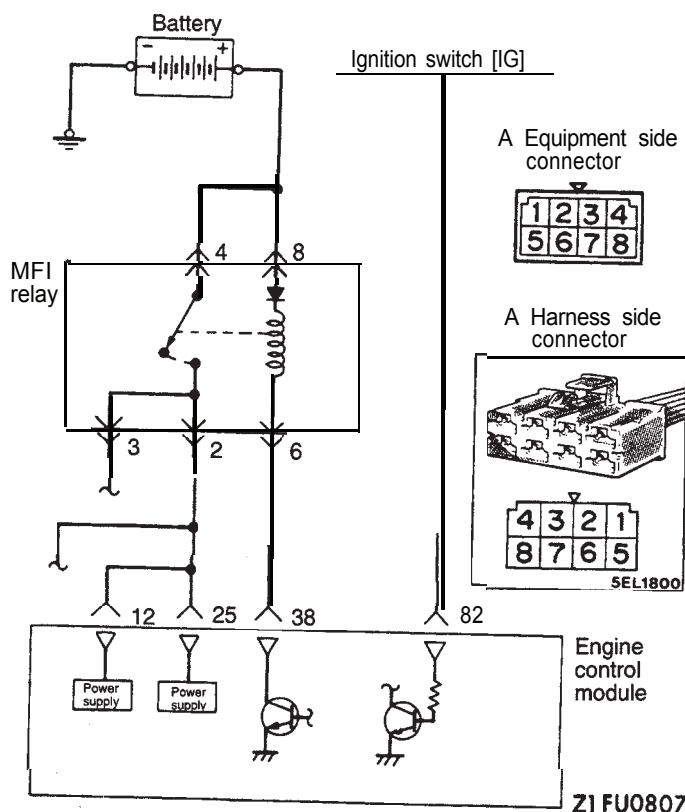 Battery
- +
Ignition switch [IG]
A Equipment side
connector
1 2 3 4
5 6 7 8
4 8
MFI
relay
A Harness side
connector
3 2 6
4 3 2 1
8 7 6 5
5EL1800
12 25 38 82
Power
supply
Power
supply
Engine
control
module
Z1FU0807